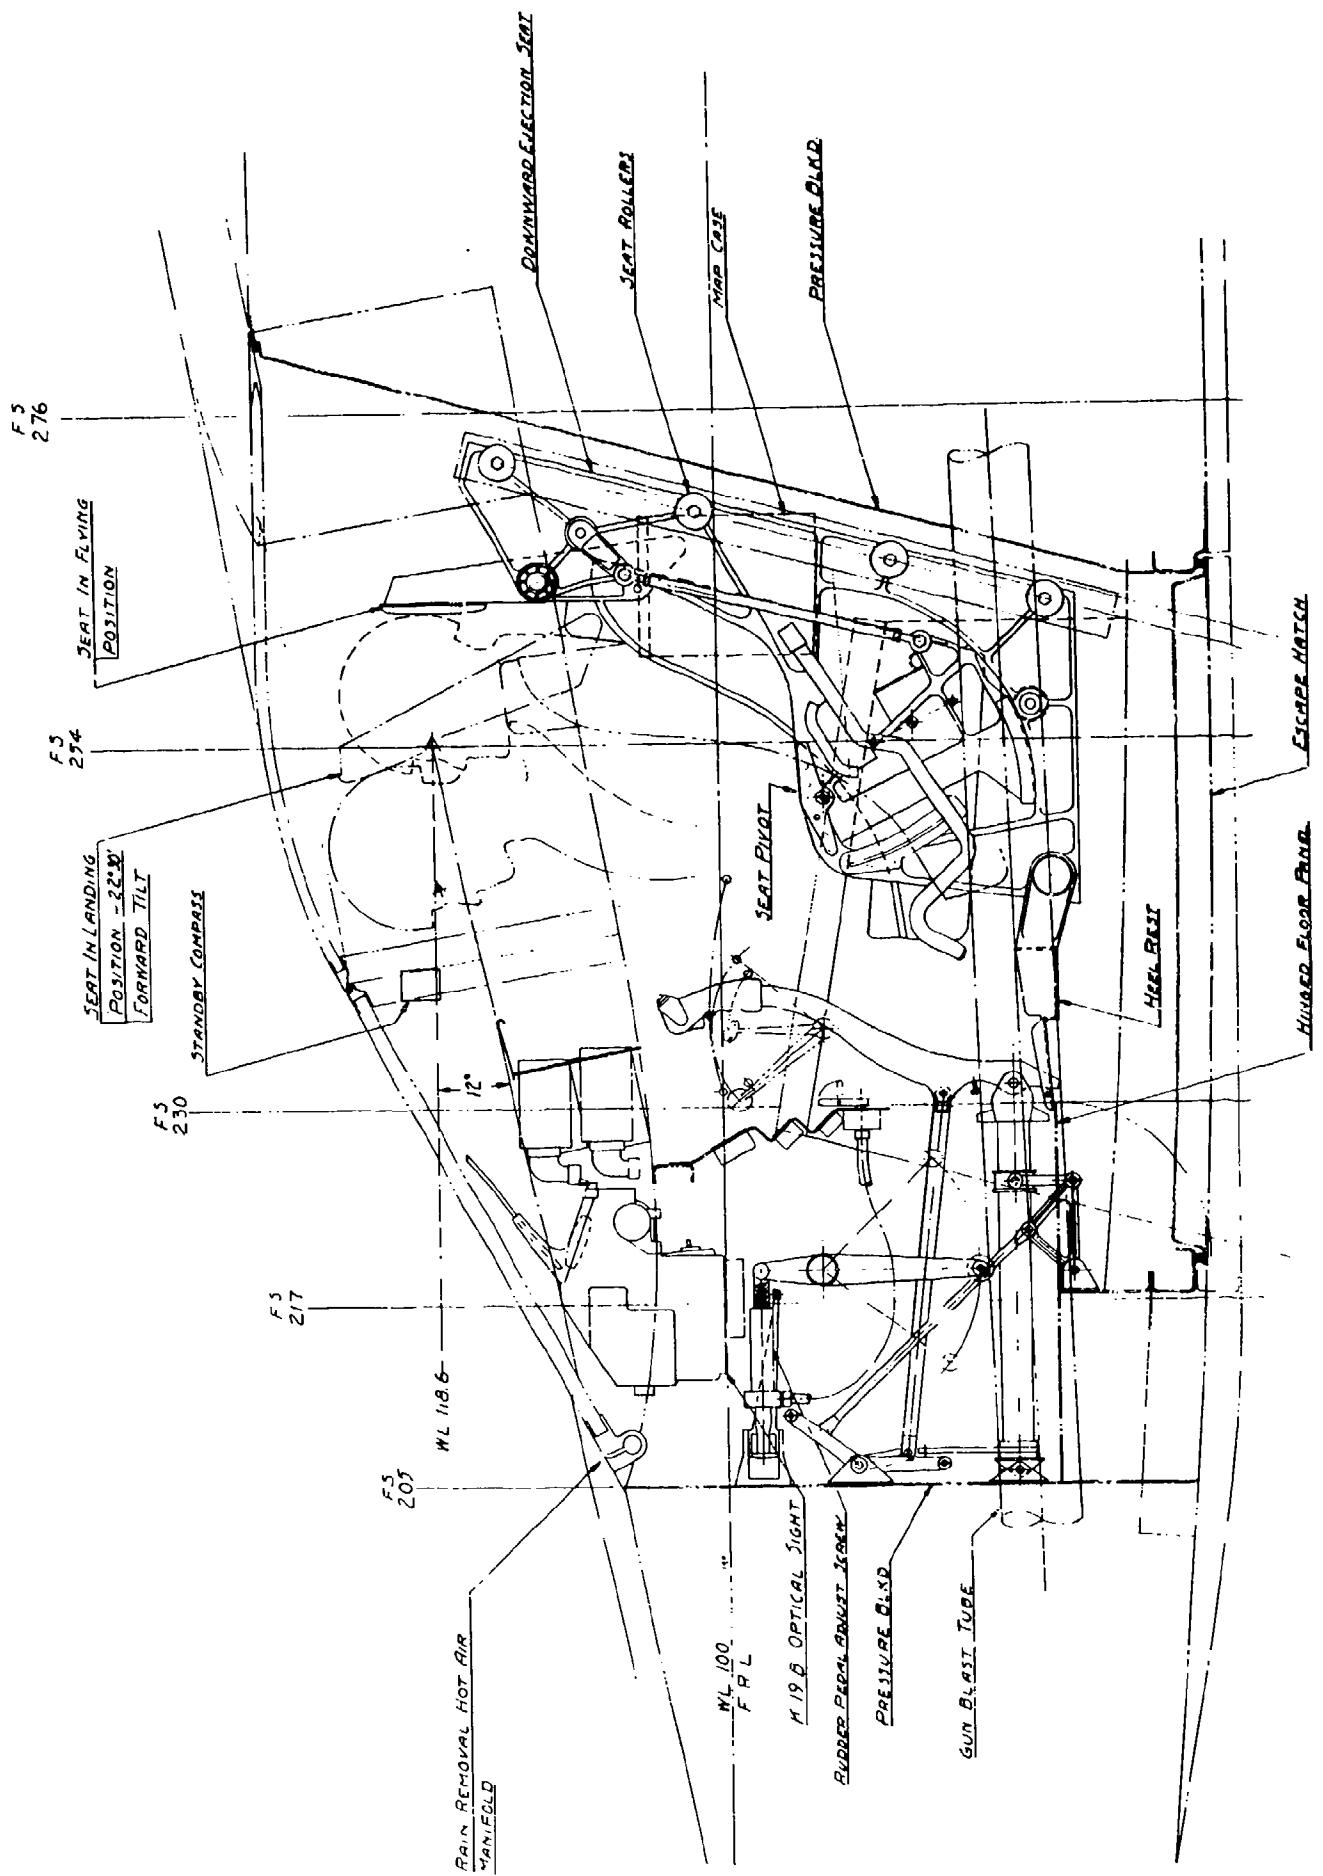 F S
276
SEAT IN FLYING
POSITION
F S
254
SEAT IN LANDING
POSITION - 22°30'
FORWARD TILT
STANDBY COMPASS
F S
230
F S
217
F S
205
RAIN REMOVAL HOT AIR
MANIFOLD
WL 118.6
12°
DOWNWARD EJECTION SEAT
SEAT ROLLERS
MAP CASE
PRESSURE BLKD
SEAT PIVOT
WL 100
F R L
M 19 B OPTICAL SIGHT
RUDDER PEDAL ADJUST SCREW
PRESSURE BLKD
GUN BLAST TUBE
HEEL REST
ESCAPE HATCH
HINGED FLOOR PANEL